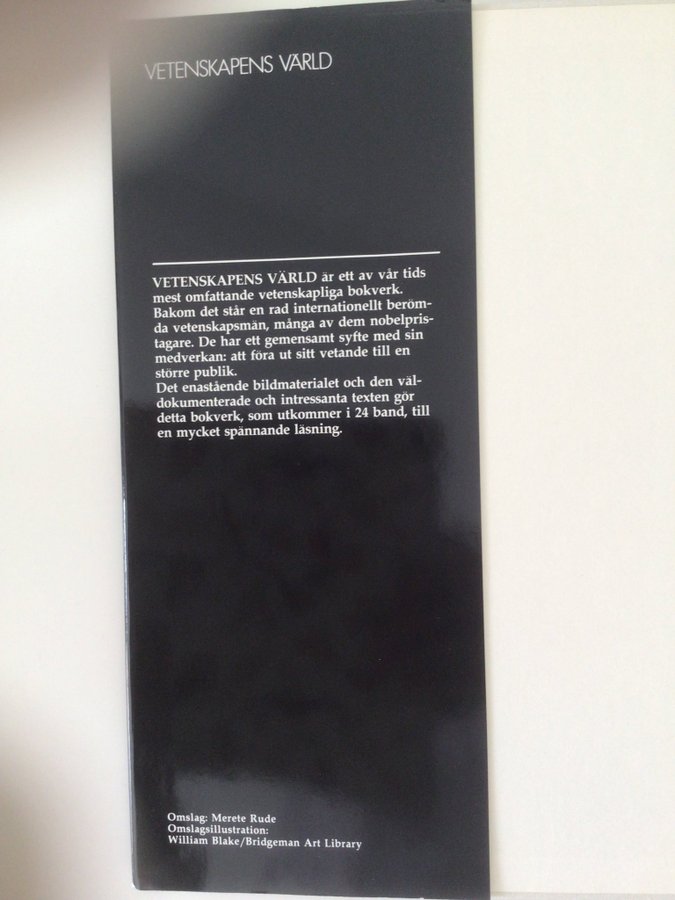 VETENSKAPENS VÄRLD
VETENSKAPENS VÄRLD är ett av vår tids
mest omfattande vetenskapliga bokverk.
Bakom det står en rad internationellt beröm-
da vetenskapsmän, många av dem nobelpris-
tagare. De har ett gemensamt syfte med sin
medverkan: att föra ut sitt vetande till en
större publik.
Det enastående bildmaterialet och den väl-
dokumenterade och intressanta texten gör
detta bokverk, som utkommer i 24 band, till
en mycket spännande läsning.
Omslag: Merete Rude
Omslagsillustration:
William Blake/Bridgeman Art Library